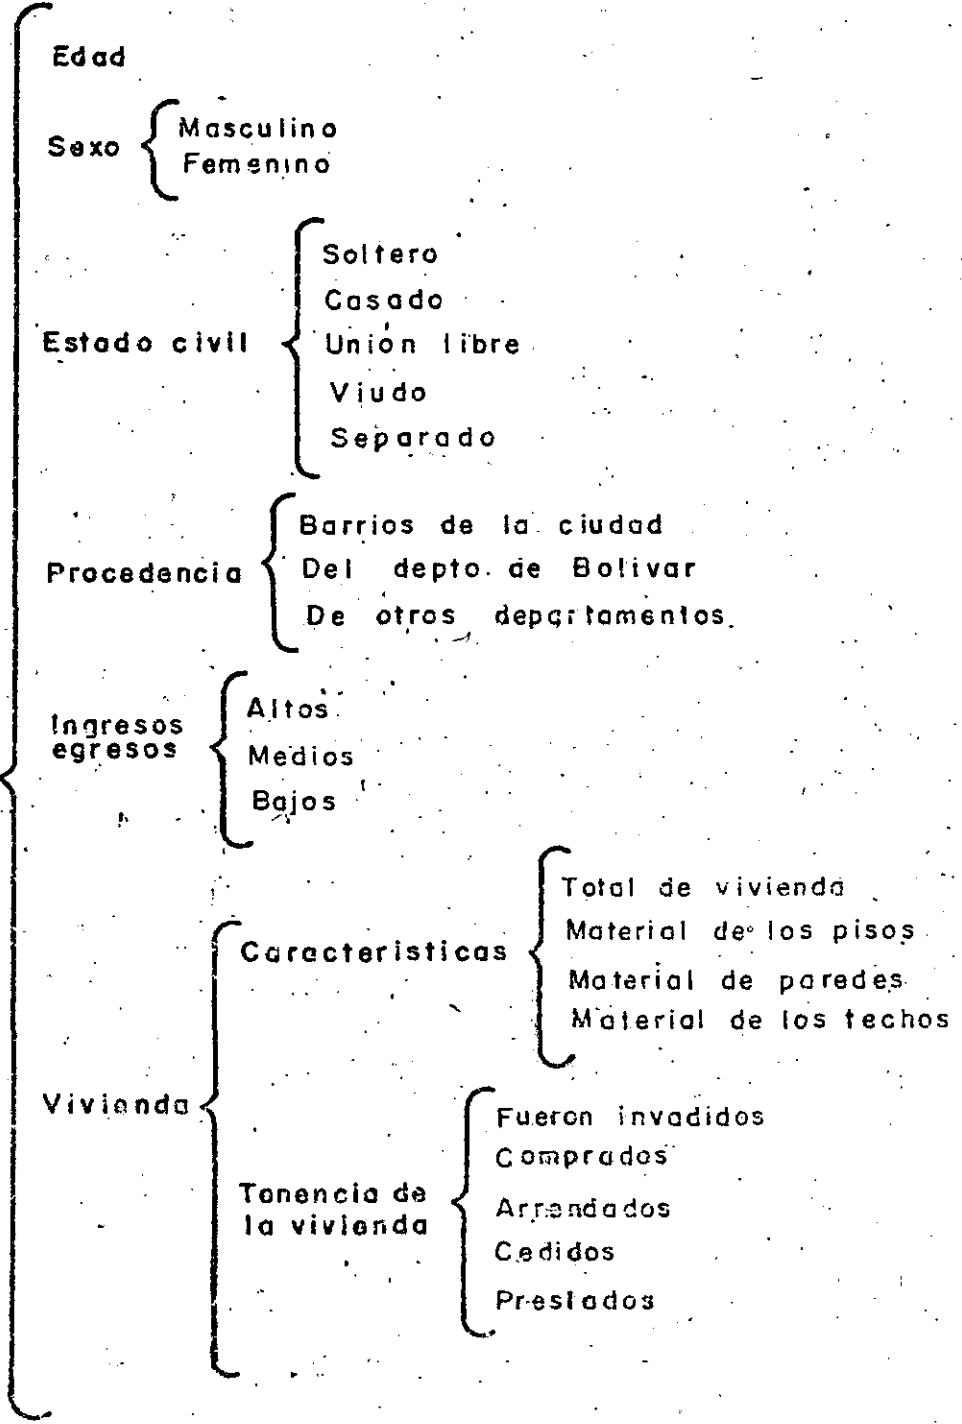 Edad
Sexo
Masculino
Femenino
Estado civil
Soltero
Casado
Unión libre
Viudo
Separado
Procedencia
Barrios de la ciudad
Del depto. de Bolivar
De otros departamentos.
Ingresos
egresos
Altos
Medios
Bajos
Vivienda
Caracteristicas
Total de vivienda
Material de los pisos
Material de paredes
Material de los techos
Tenencia de
la vivienda
Fueron invadidos
Comprados
Arrendados
Cedidos
Prestados